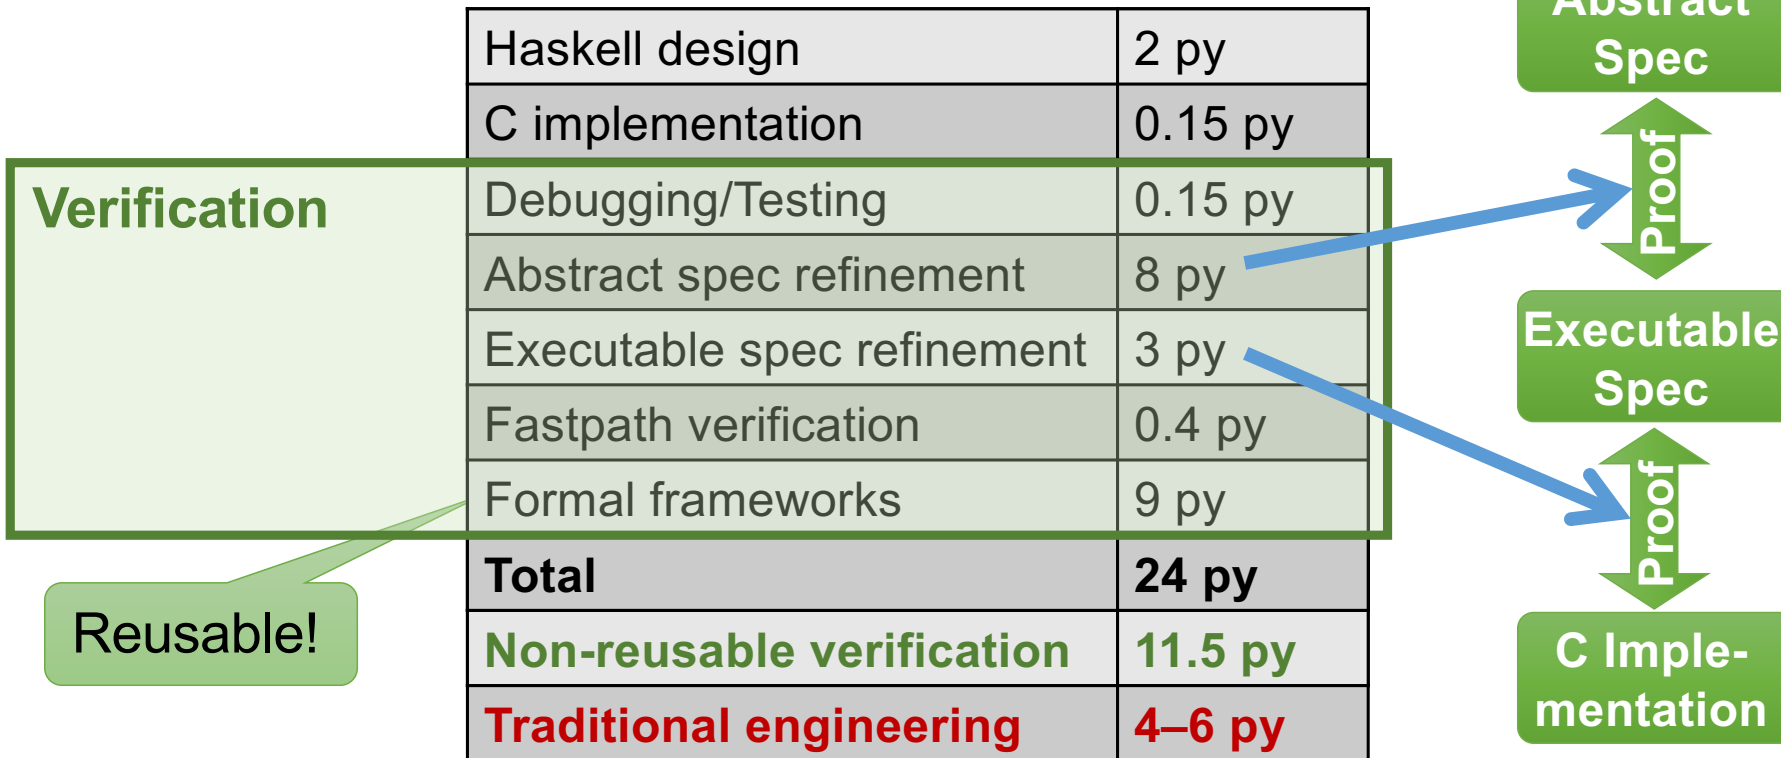 Haskell design 2 py
C implementation 0.15 py
Verification
Debugging/Testing 0.15 py
Abstract spec refinement 8 py
Executable spec refinement 3 py
Fastpath verification 0.4 py
Formal frameworks 9 py
Total 24 py
Non-reusable verification 11.5 py
Traditional engineering 4–6 py
Reusable!
Abstract
Spec
Proof
Executable
Spec
Proof
C Imple-
mentation